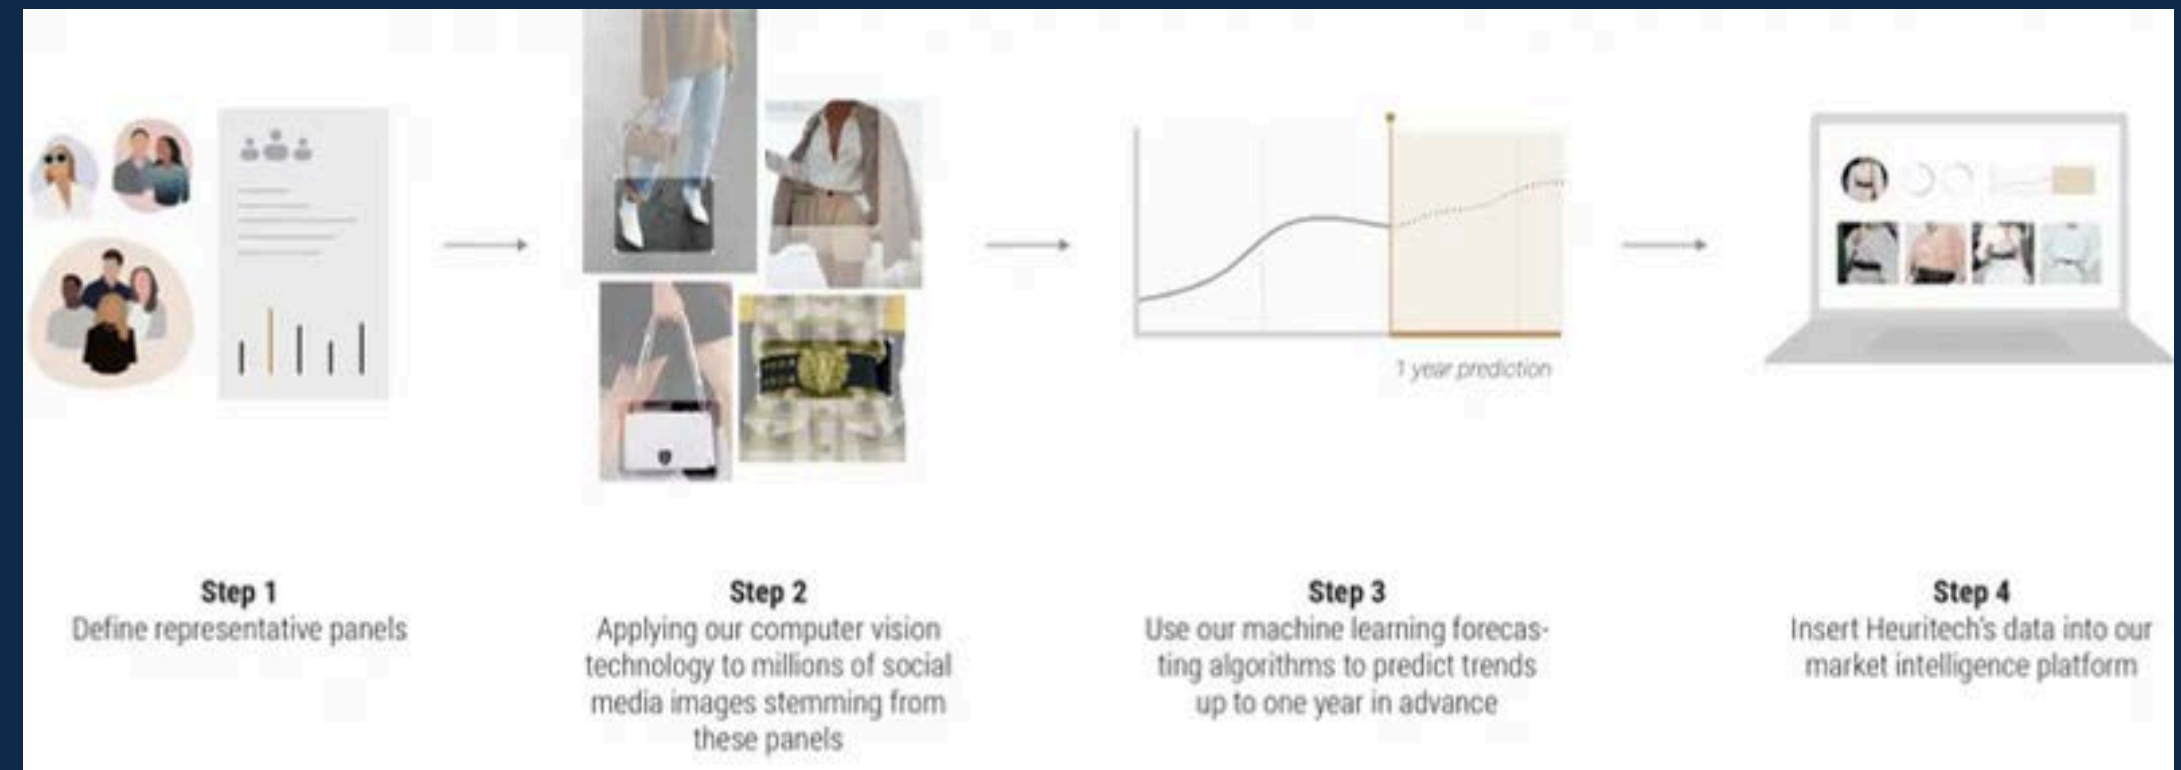 1 year prediction
Step 1
Define representative panels
Step 2
Applying our computer vision
technology to millions of social
media images stemming from
these panels
Step 3
Use our machine learning forecas-
ting algorithms to predict trends
up to one year in advance
Step 4
Insert Heuritech's data into our
market intelligence platform